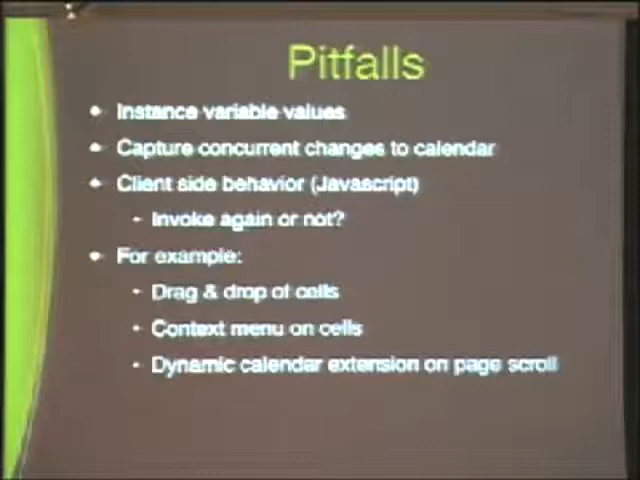 Pitfalls
• Instance variable values
• Capture concurrent changes to calendar
• Client side behavior (Javascript)
- Invoke again or not?
• For example:
- Drag & drop of cells
- Context menu on cells
- Dynamic calendar extension on page scroll